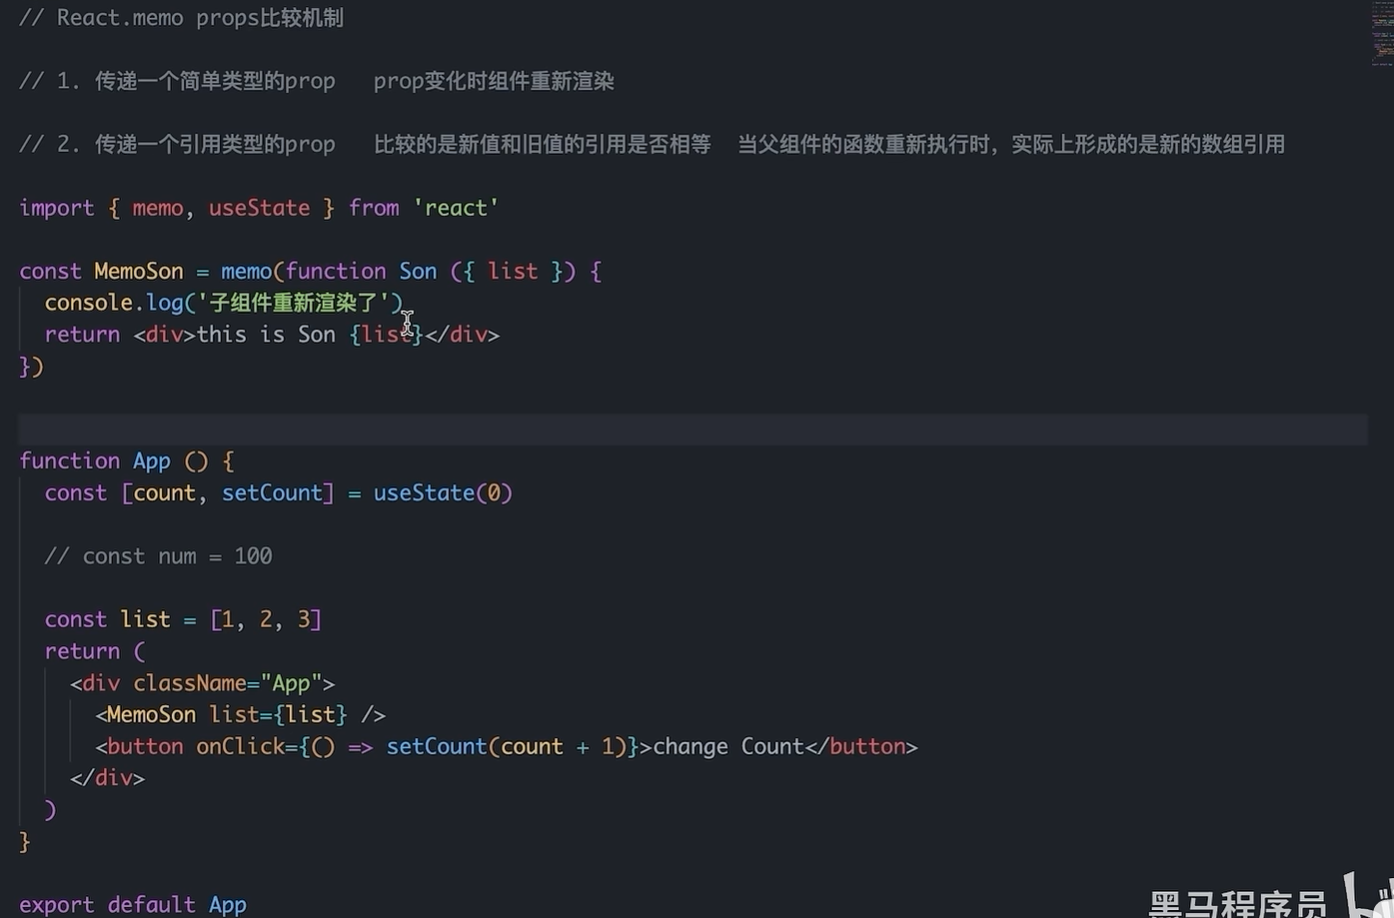 // React.memo props比较机制
// 1. 传递一个简单类型的prop   prop变化时组件重新渲染
// 2. 传递一个引用类型的prop   比较的是新值和旧值的引用是否相等  当父组件的函数重新执行时，实际上形成的是新的数组引用
import { memo, useState } from 'react'
const MemoSon = memo(function Son ({ list }) {
  console.log('子组件重新渲染了')
  return <div>this is Son {list}</div>
})
function App () {
  const [count, setCount] = useState(0)
  // const num = 100
  const list = [1, 2, 3]
  return (
    <div className="App">
      <MemoSon list={list} />
      <button onClick={() => setCount(count + 1)}>change Count</button>
    </div>
  )
}
export default App
黑马程序员